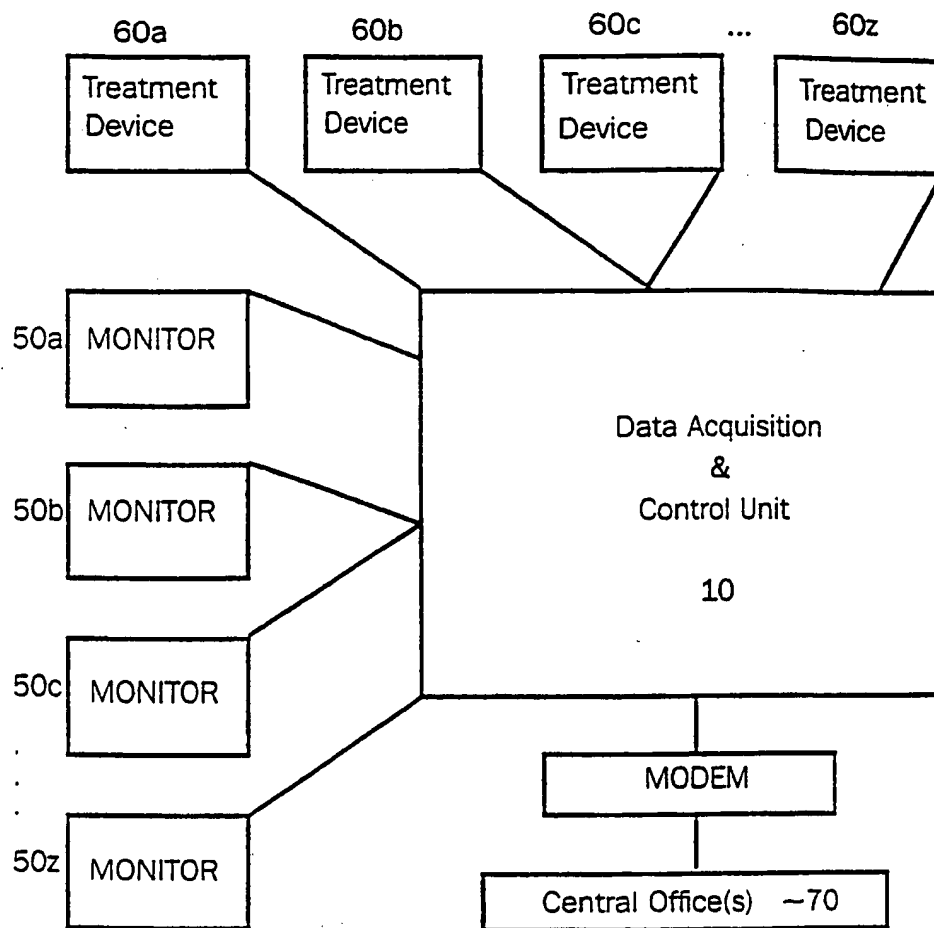 60a
60b
60c
...
60z
Treatment
Device
Treatment
Device
Treatment
Device
Treatment
Device
50a
MONITOR
50b
MONITOR
50c
MONITOR
.
.
.
50z
MONITOR
Data Acquisition
&
Control Unit
10
MODEM
Central Office(s) ~70